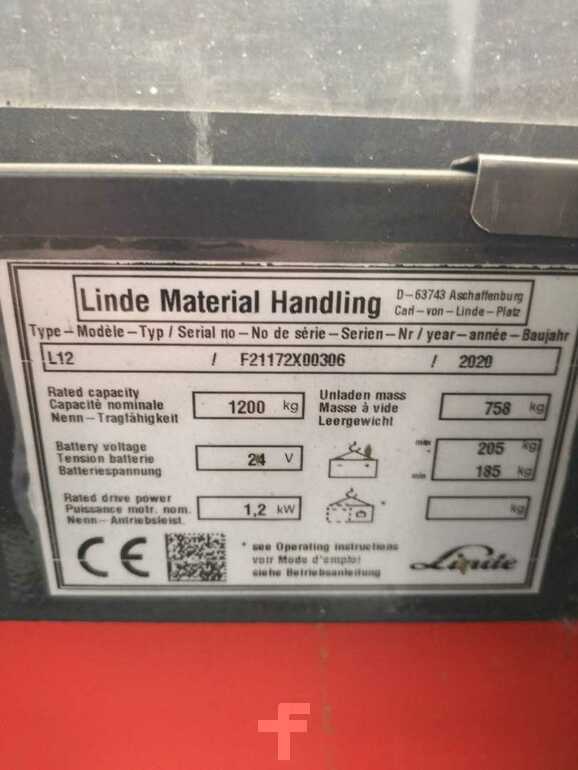 Linde Material Handling
D-63743 Aschaffenburg
Carl-von-Linde-Platz
Type-Modèle-Typ / Serial no-No de série-Serien-Nr / year-année-Baujahr
L12 / F21172X00306 / 2020
Rated capacity
Capacité nominale
Nenn-Tragfähigkeit
1200 kg
Unladen mass
Masse à vide
Leergewicht
758 kg
Battery voltage
Tension batterie
Batteriespannung
24 V
max 205 kg
min 185 kg
Rated drive power
Puissance motr. nom.
Nenn-Antriebsleist.
1,2 kW
*
kg
CE
* see Operating instructions
voir Mode d'emploi
siehe Betriebsanleitung
Linde